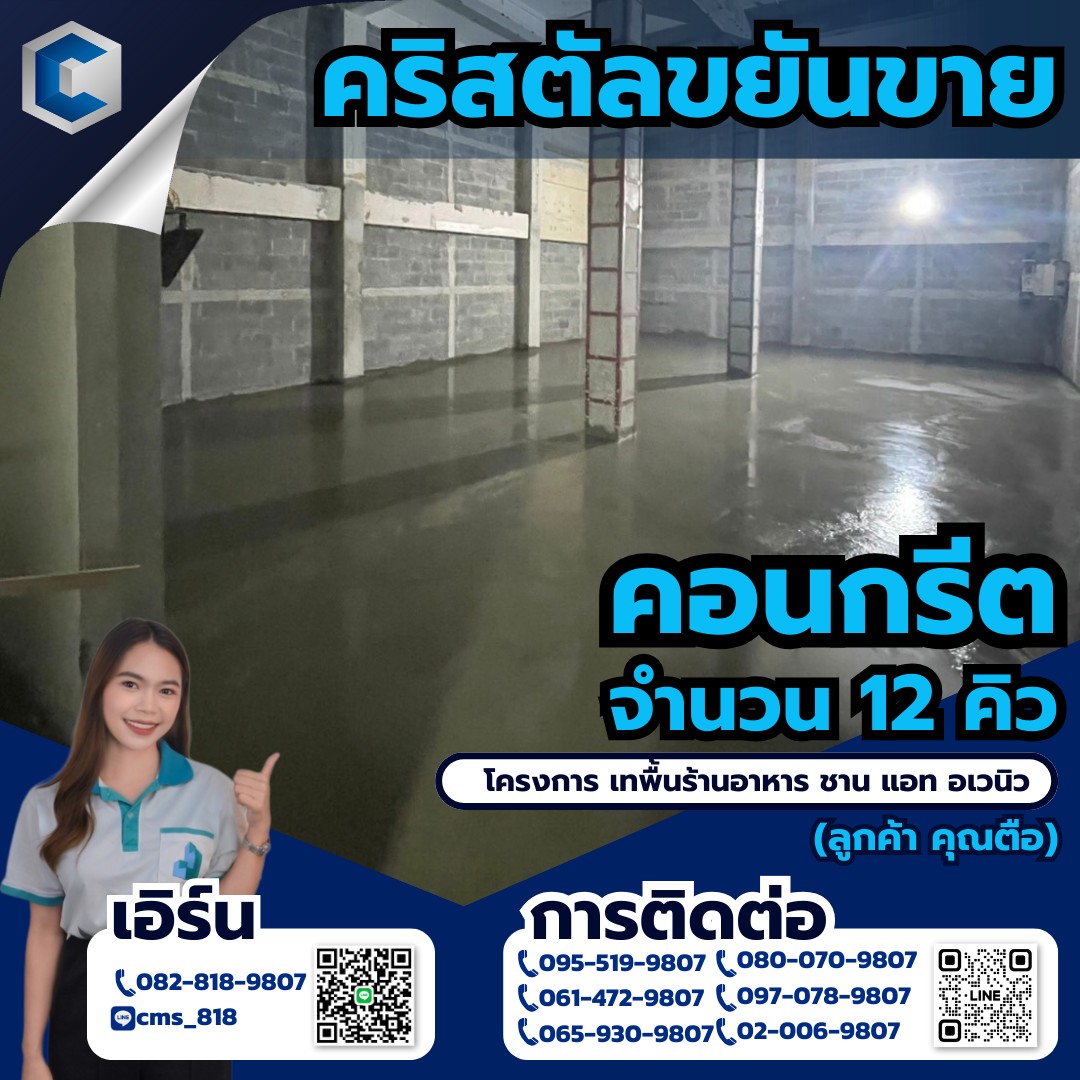 คริสตัลขยันขาย
คอนกรีต
จำนวน 12 คิว
โครงการ เทพื้นร้านอาหาร ชาน แอท อเวนิว
(ลูกค้า คุณตือ)
เอิร์น
082-818-9807
LINE cms_818
การติดต่อ
095-519-9807 080-070-9807
061-472-9807 097-078-9807
065-930-9807 02-006-9807
LINE